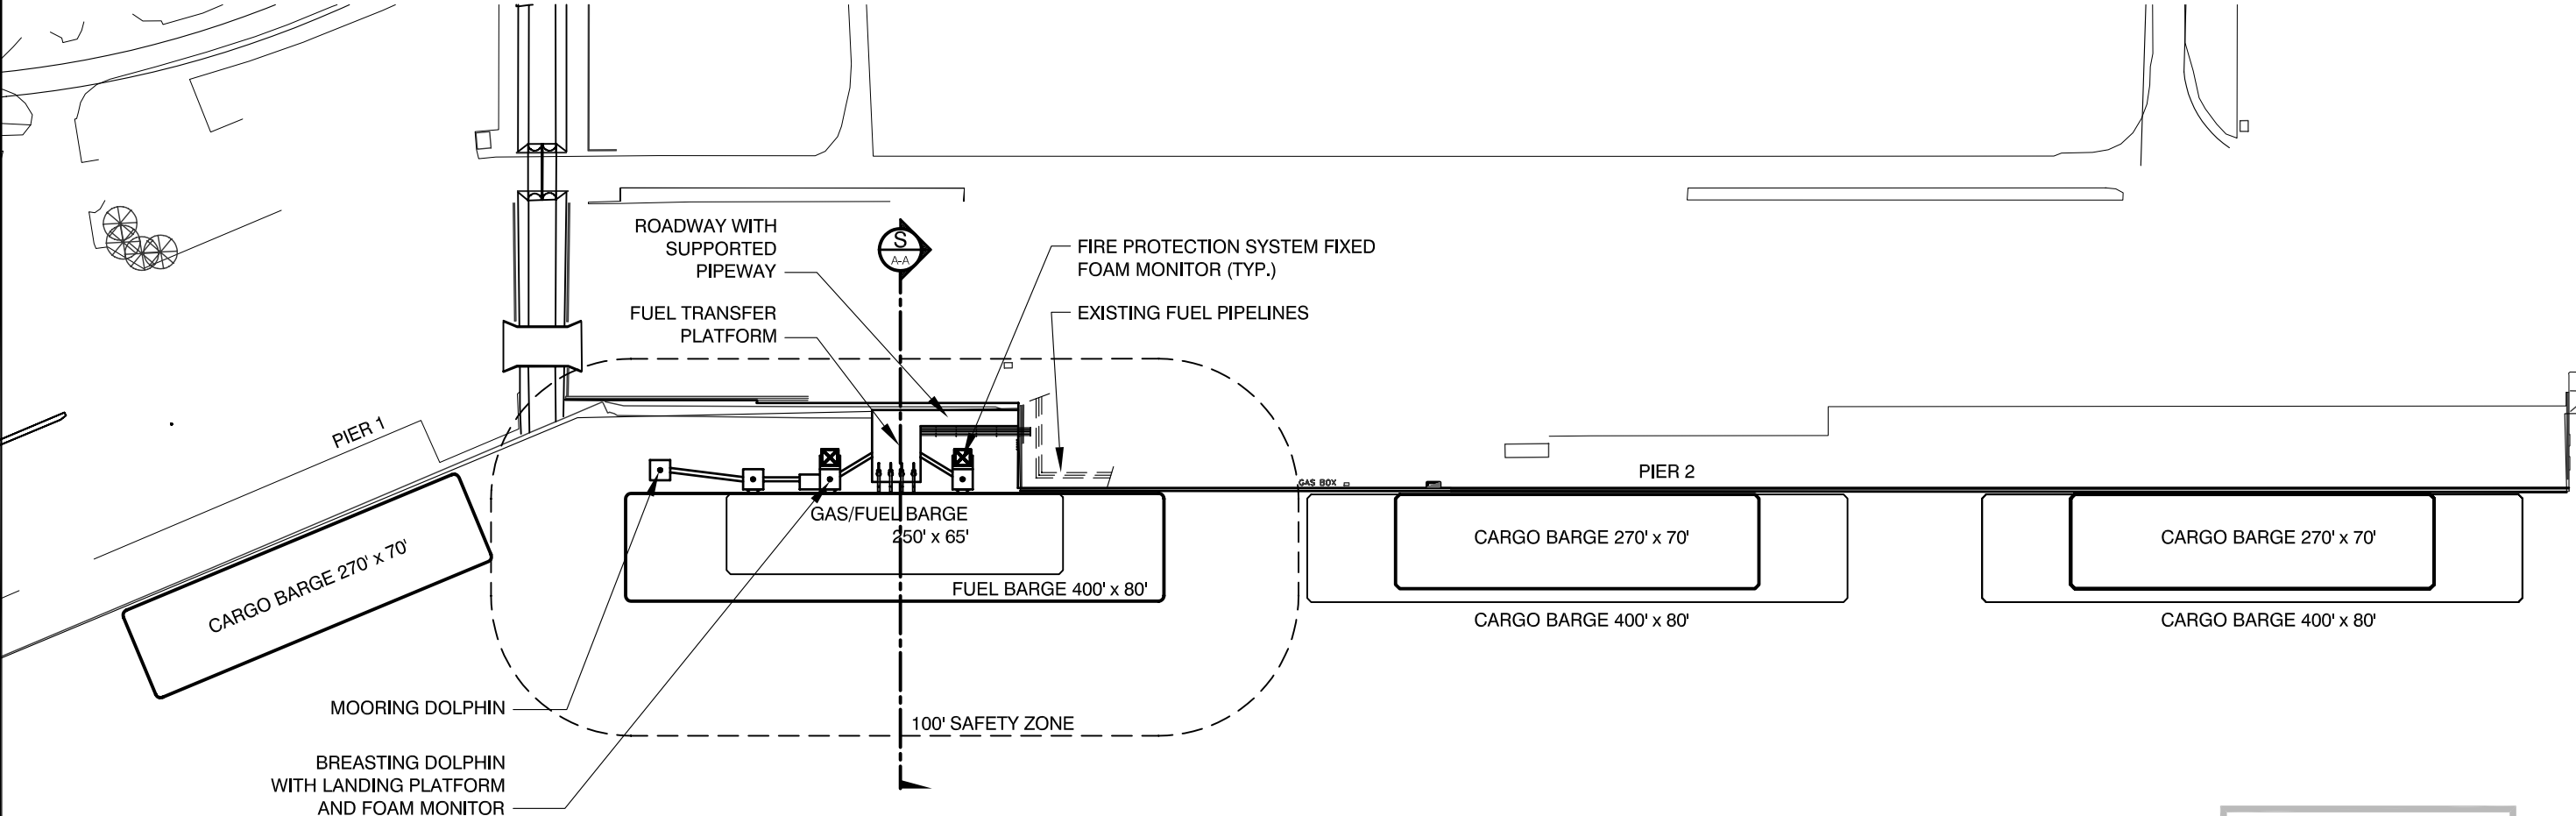 ROADWAY WITH
SUPPORTED
PIPEWAY
S
A-A
FIRE PROTECTION SYSTEM FIXED
FOAM MONITOR (TYP.)
FUEL TRANSFER
PLATFORM
EXISTING FUEL PIPELINES
PIER 1
PIER 2
GAS BOX
GAS/FUEL BARGE
250' x 65'
CARGO BARGE 270' x 70'
CARGO BARGE 270' x 70'
CARGO BARGE 270' x 70'
FUEL BARGE 400' x 80'
CARGO BARGE 400' x 80'
CARGO BARGE 400' x 80'
MOORING DOLPHIN
100' SAFETY ZONE
BREASTING DOLPHIN
WITH LANDING PLATFORM
AND FOAM MONITOR